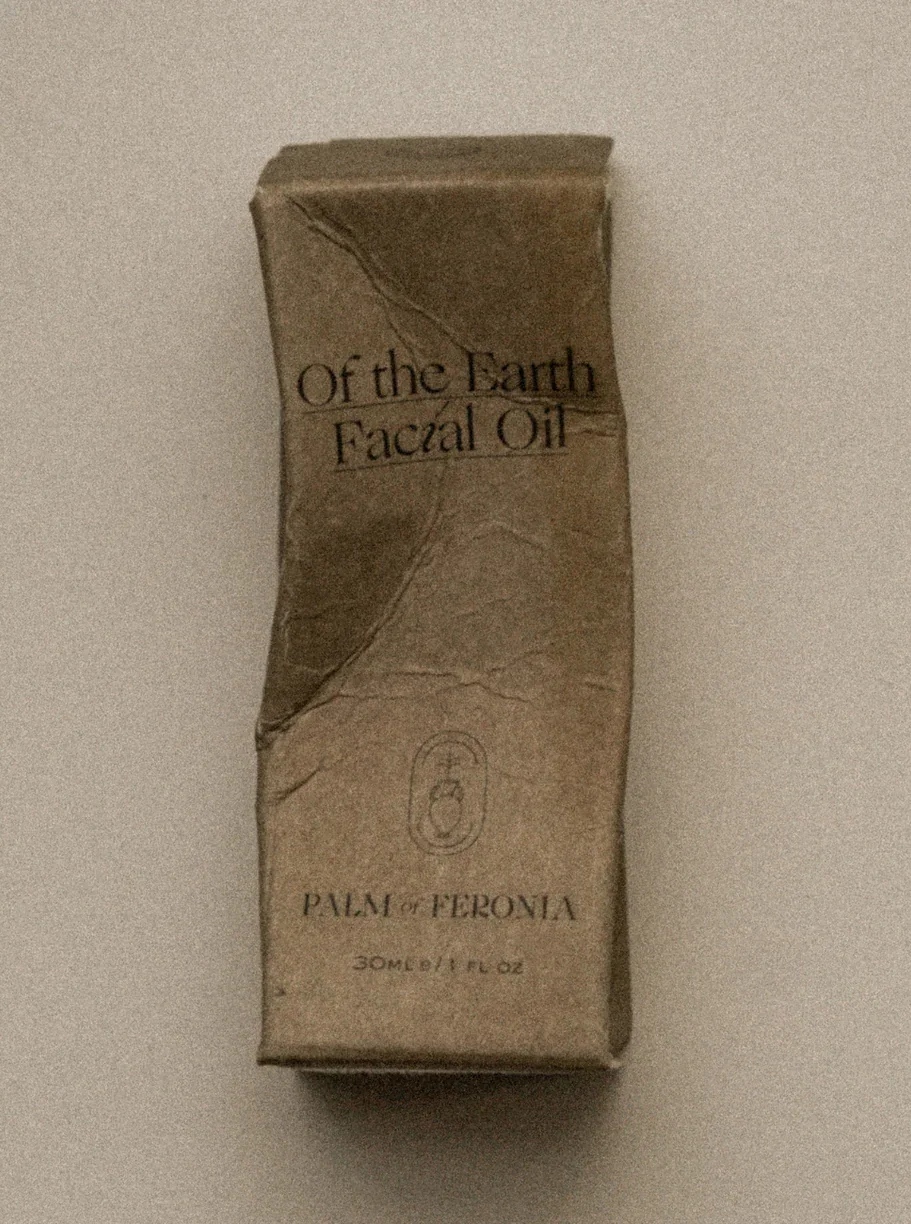 Of the Earth
Facial Oil
PALM of FERONIA
30ML ℮/1 FL OZ